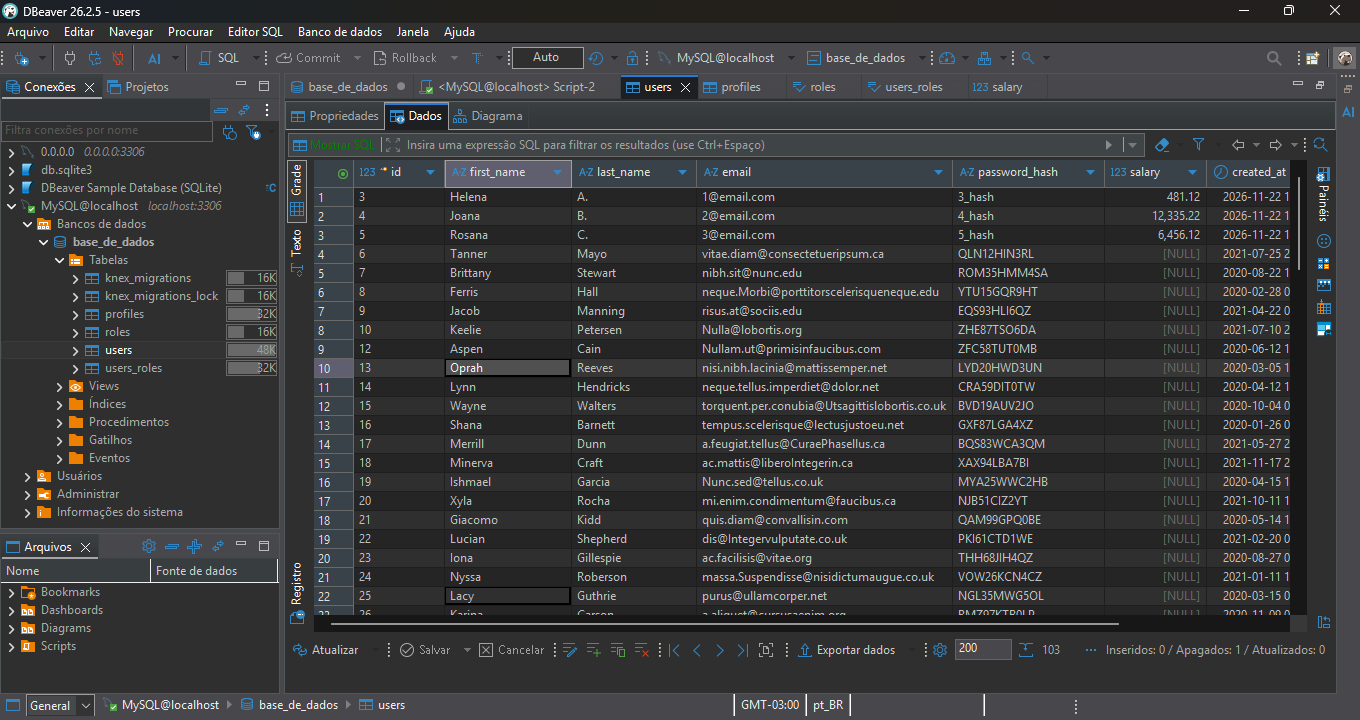 DBeaver 26.2.5 - users
Arquivo Editar Navegar Procurar Editor SQL Banco de dados Janela Ajuda
AI SQL Commit Rollback T Auto MySQL@localhost base_de_dados
Conexões Projetos
base_de_dados <MySQL@localhost> Script-2 users profiles roles users_roles 123 salary
Propriedades Dados Diagrama
Filtra conexões por nome
Mostrar SQL Insira uma expressão SQL para filtrar os resultados (use Ctrl+Espaço)
0.0.0.0 0.0.0.0:3306
db.sqlite3
DBeaver Sample Database (SQLite)
MySQL@localhost localhost:3306
Bancos de dados
base_de_dados
Tabelas
knex_migrations 16K
knex_migrations_lock 16K
profiles 32K
roles 16K
users 48K
users_roles 32K
Views
Índices
Procedimentos
Gatilhos
Eventos
Usuários
Administrar
Informações do sistema
Arquivos
Nome Fonte de dados
Bookmarks
Dashboards
Diagrams
Scripts
Grade
Texto
Registro
123 id A-Z first_name A-Z last_name A-Z email A-Z password_hash 123 salary created_at
1 3 Helena A. 1@email.com 3_hash 481.12 2026-11-22 1
2 4 Joana B. 2@email.com 4_hash 12,335.22 2026-11-22 1
3 5 Rosana C. 3@email.com 5_hash 6,456.12 2026-11-22 1
4 6 Tanner Mayo vitae.diam@consectetueripsum.ca QLN12HIN3RL [NULL] 2021-07-25 2
5 7 Brittany Stewart nibh.sit@nunc.edu ROM35HMM4SA [NULL] 2020-08-22 1
6 8 Ferris Hall neque.Morbi@porttitorscelerisqueneque.edu YTU15GQR9HT [NULL] 2020-02-28 0
7 9 Jacob Manning risus.at@sociis.edu EQS93HLI6QZ [NULL] 2021-04-22 0
8 10 Keelie Petersen Nulla@lobortis.org ZHE87TSO6DA [NULL] 2021-07-10 2
9 12 Aspen Cain Nullam.ut@primisinfaucibus.com ZFC58TUT0MB [NULL] 2020-06-12 1
10 13 Oprah Reeves nisi.nibh.lacinia@mattissemper.net LYD20HWD3UN [NULL] 2020-03-05 1
11 14 Lynn Hendricks neque.tellus.imperdiet@dolor.net CRA59DIT0TW [NULL] 2020-04-12 1
12 15 Wayne Walters torquent.per.conubia@Utsagittislobortis.co.uk BVD19AUV2JO [NULL] 2020-10-04 0
13 16 Shana Barnett tempus.scelerisque@lectusjustoeu.net GXF87LGA4XZ [NULL] 2020-01-26 0
14 17 Merrill Dunn a.feugiat.tellus@CuraePhasellus.ca BQS83WCA3QM [NULL] 2021-05-27 2
15 18 Minerva Craft ac.mattis@liberoIntegerin.ca XAX94LBA7BI [NULL] 2021-11-17 2
16 19 Ishmael Garcia Nunc.sed@tellus.co.uk MYA25WWC2HB [NULL] 2020-04-15 1
17 20 Xyla Rocha mi.enim.condimentum@faucibus.ca NJB51CIZ2YT [NULL] 2021-10-11 1
18 21 Giacomo Kidd quis.diam@convallisin.com QAM99GPQ0BE [NULL] 2020-05-14 1
19 22 Lucian Shepherd dis@Integervulputate.co.uk PKI61CTD1WE [NULL] 2021-02-20 0
20 23 Iona Gillespie ac.facilisis@vitae.org THH68JIH4QZ [NULL] 2020-08-27 0
21 24 Nyssa Roberson massa.Suspendisse@nisidictumaugue.co.uk VOW26KCN4CZ [NULL] 2021-01-11 1
22 25 Lacy Guthrie purus@ullamcorper.net NGL35MWG5OL [NULL] 2020-03-15 0
Painéis
AI
Atualizar Salvar Cancelar Exportar dados 200 103 ... Inseridos: 0 / Apagados: 1 / Atualizados: 0
General MySQL@localhost base_de_dados users GMT-03:00 pt_BR